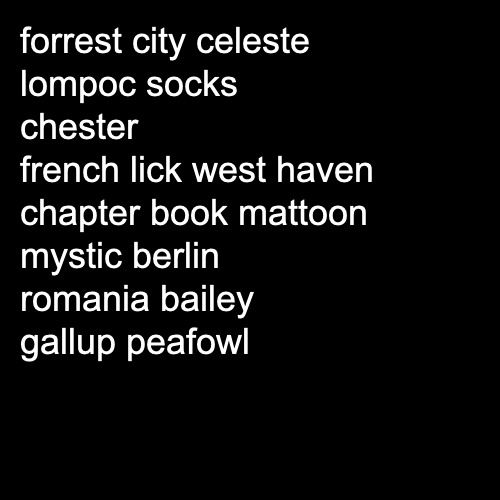 forrest city celeste
lompoc socks
chester
french lick west haven
chapter book mattoon
mystic berlin
romania bailey
gallup peafowl